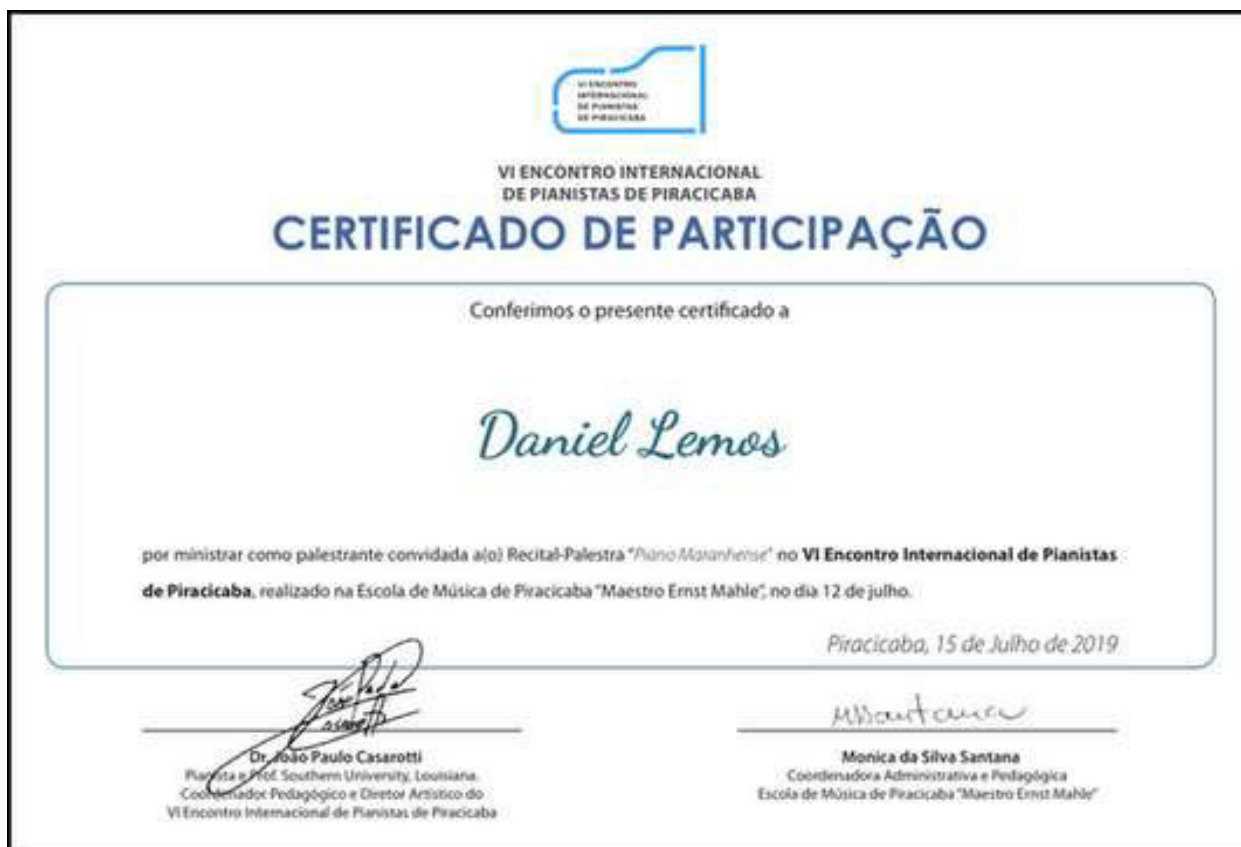 VI ENCONTRO
INTERNACIONAL
DE PIANISTAS
DE PIRACICABA
VI ENCONTRO INTERNACIONAL
DE PIANISTAS DE PIRACICABA
CERTIFICADO DE PARTICIPAÇÃO
Conferimos o presente certificado a
Daniel Lemos
por ministrar como palestrante convidada a(o) Recital-Palestra "Piano Maranhense" no VI Encontro Internacional de Pianistas
de Piracicaba, realizado na Escola de Música de Piracicaba "Maestro Ernst Mahle", no dia 12 de julho.
Piracicaba, 15 de Julho de 2019
João Paulo
Casarotti
MSSantana
Dr. João Paulo Casarotti
Pianista e Prof. Southern University, Louisiana.
Coordenador Pedagógico e Diretor Artístico do
VI Encontro Internacional de Pianistas de Piracicaba
Monica da Silva Santana
Coordenadora Administrativa e Pedagógica
Escola de Música de Piracicaba "Maestro Ernst Mahle"